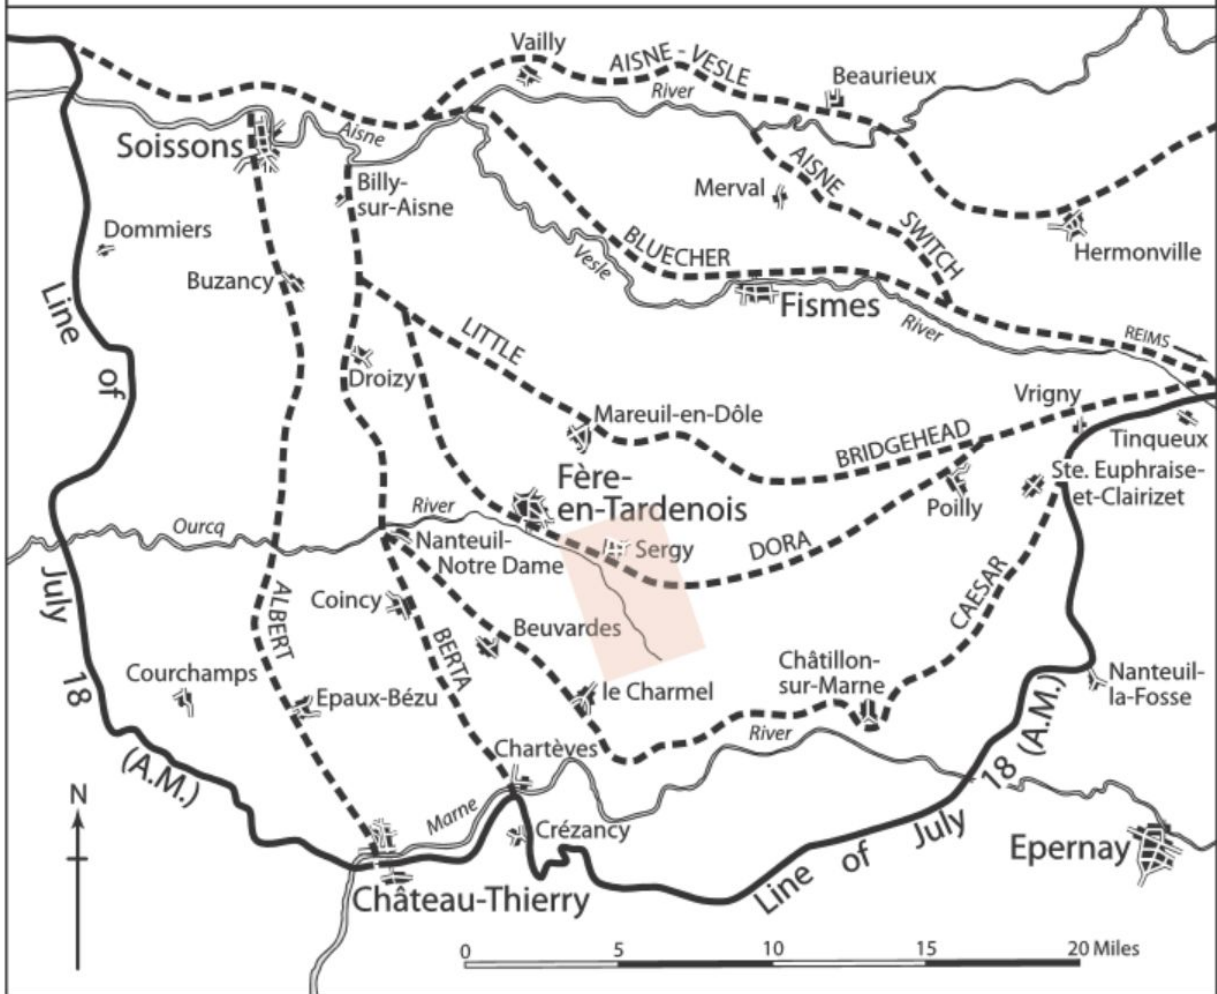 Vailly
AISNE - VESLE
River
Beaurieux
Soissons
Aisne
Billy-
sur-Aisne
Merval
AISNE
SWITCH
Dommiers
Buzancy
BLUECHER
Vesle
Hermonville
Fismes
River
REIMS
Line
of
July
18
(A.M.)
LITTLE
Droizy
Mareuil-en-Dôle
BRIDGEHEAD
Vrigny
Tinqueux
Ste. Euphraise-
et-Clairizet
Poilly
Fère-
en-Tardenois
Ourcq
River
Nanteuil-
Notre Dame
Sergy
DORA
CAESAR
ALBERT
Coincy
BERTA
Beuvardes
Courchamps
Epaux-Bézu
le Charmel
Châtillon-
sur-Marne
Nanteuil-
la-Fosse
Chartèves
River
N
Marne
Crézancy
Château-Thierry
Line of July 18 (A.M.)
Epernay
0 5 10 15 20 Miles